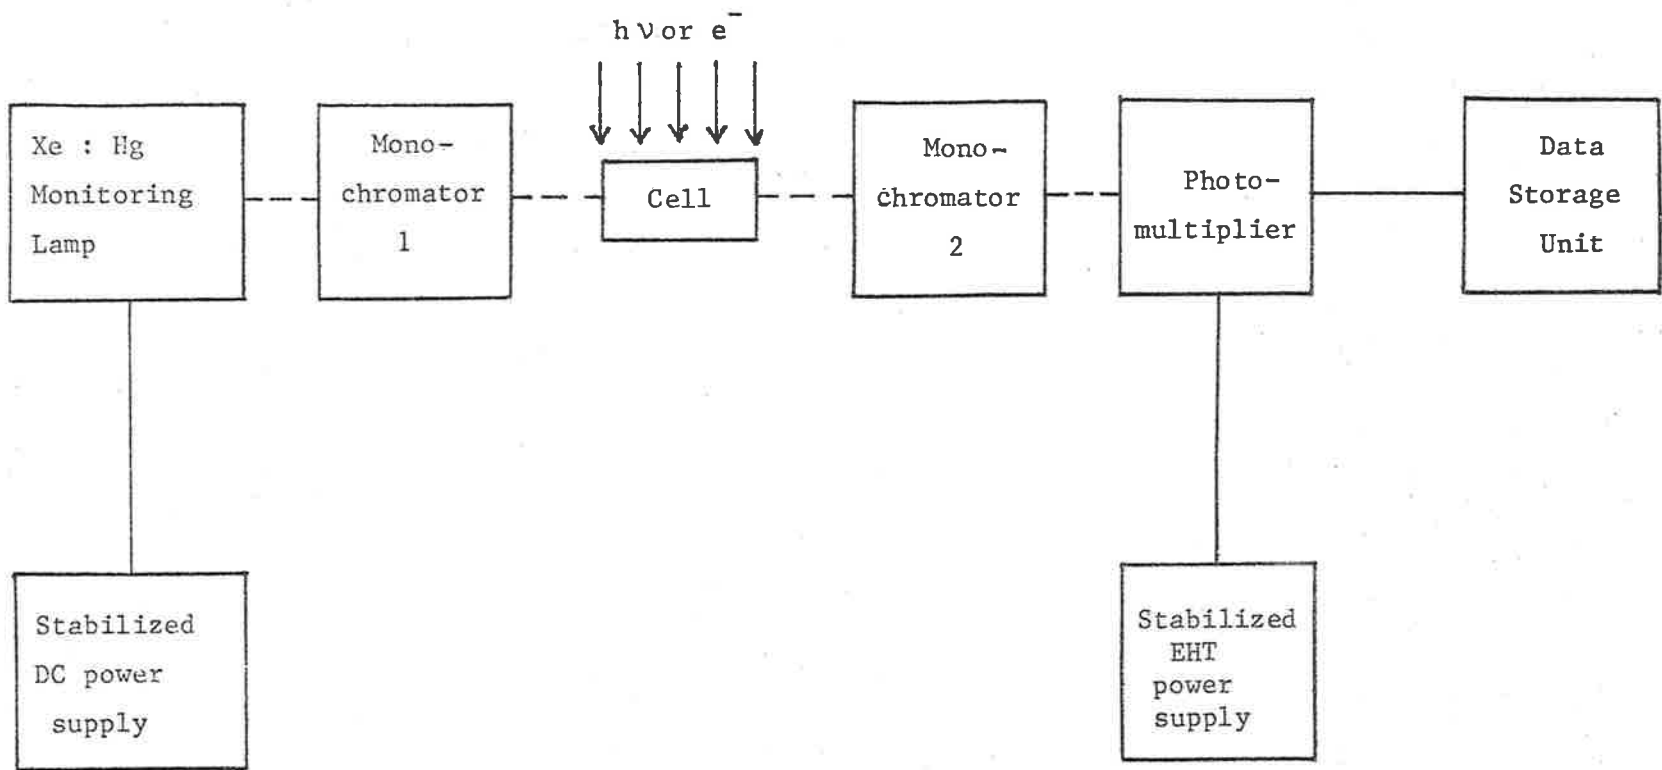 hνor e⁻
Xe : Hg
Monitoring
Lamp
Mono-
chromator
1
Cell
Mono-
chromator
2
Photo-
multiplier
Data
Storage
Unit
Stabilized
DC power
supply
Stabilized
EHT
power
supply